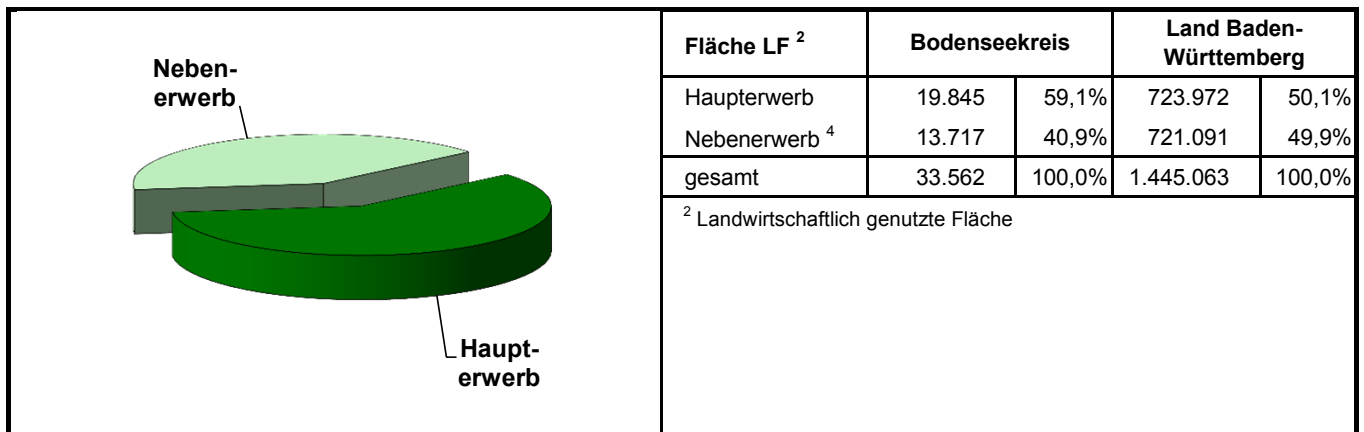 Neben-
erwerb
Haupt-
erwerb
Fläche LF ² Bodenseekreis Land Baden-
Württemberg
Haupterwerb 19.845 59,1% 723.972 50,1%
Nebenerwerb ⁴ 13.717 40,9% 721.091 49,9%
gesamt 33.562 100,0% 1.445.063 100,0%
² Landwirtschaftlich genutzte Fläche